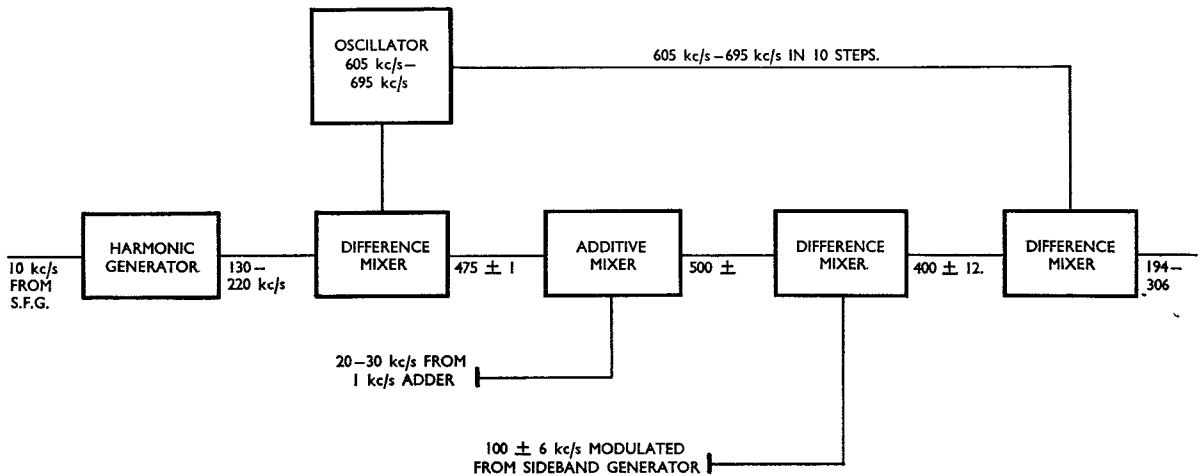 OSCILLATOR
605 kc/s–
695 kc/s
605 kc/s–695 kc/s IN 10 STEPS.
10 kc/s
FROM
S.F.G.
HARMONIC
GENERATOR.
130–
220 kc/s
DIFFERENCE
MIXER
475 ± 1
ADDITIVE
MIXER
500 ±
DIFFERENCE
MIXER.
400 ± 12.
DIFFERENCE
MIXER
194–
306
20–30 kc/s FROM
1 kc/s ADDER
100 ± 6 kc/s MODULATED
FROM SIDEBAND GENERATOR